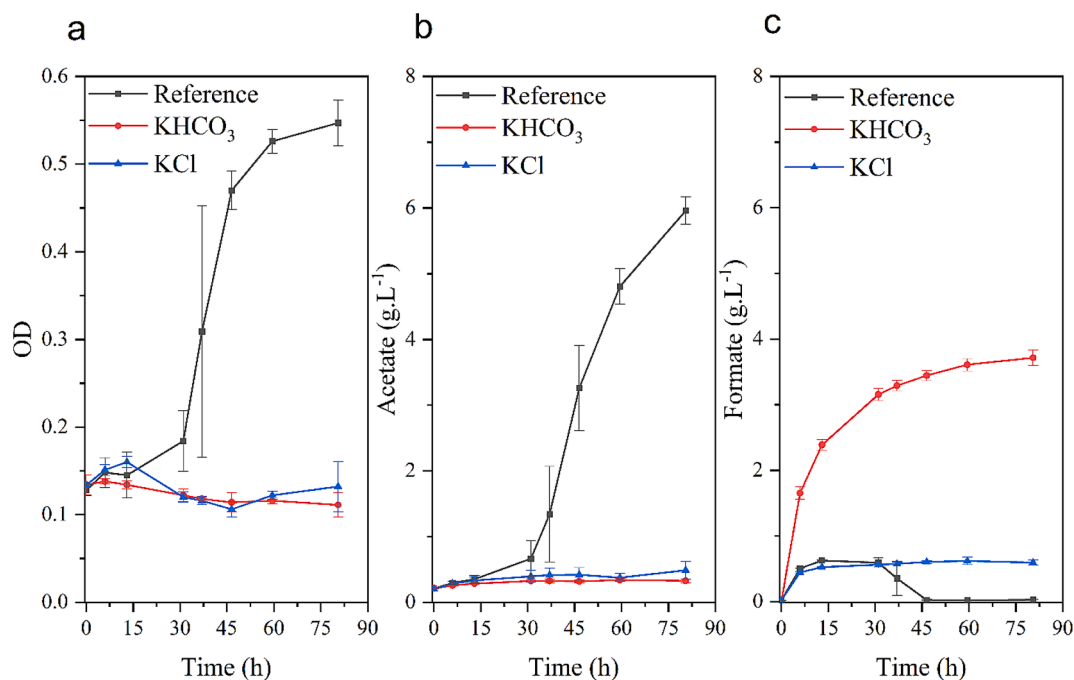 a
0.6
0.5
0.4
0.3
0.2
0.1
0.0
OD
Reference
KHCO₃
KCl
0 15 30 45 60 75 90
Time (h)
b
8
6
4
2
0
Acetate (g.L⁻¹)
Reference
KHCO₃
KCl
0 15 30 45 60 75 90
Time (h)
c
8
6
4
2
0
Formate (g.L⁻¹)
Reference
KHCO₃
KCl
0 15 30 45 60 75 90
Time (h)